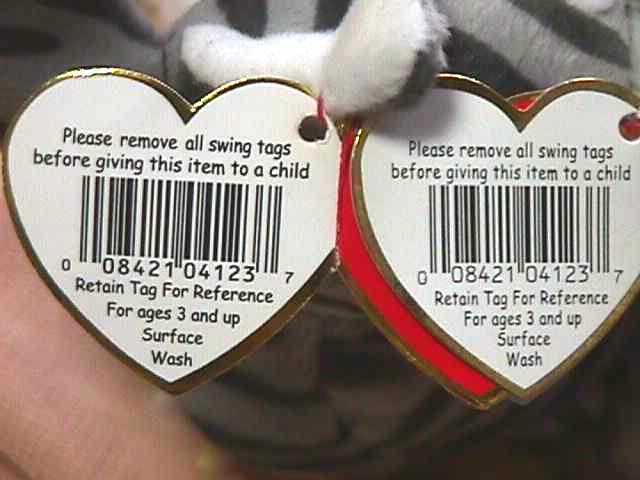 Please remove all swing tags
before giving this item to a child
0 08421 04123 7
Retain Tag For Reference
For ages 3 and up
Surface
Wash
Please remove all swing tags
before giving this item to a child
0 08421 04123 7
Retain Tag For Reference
For ages 3 and up
Surface
Wash